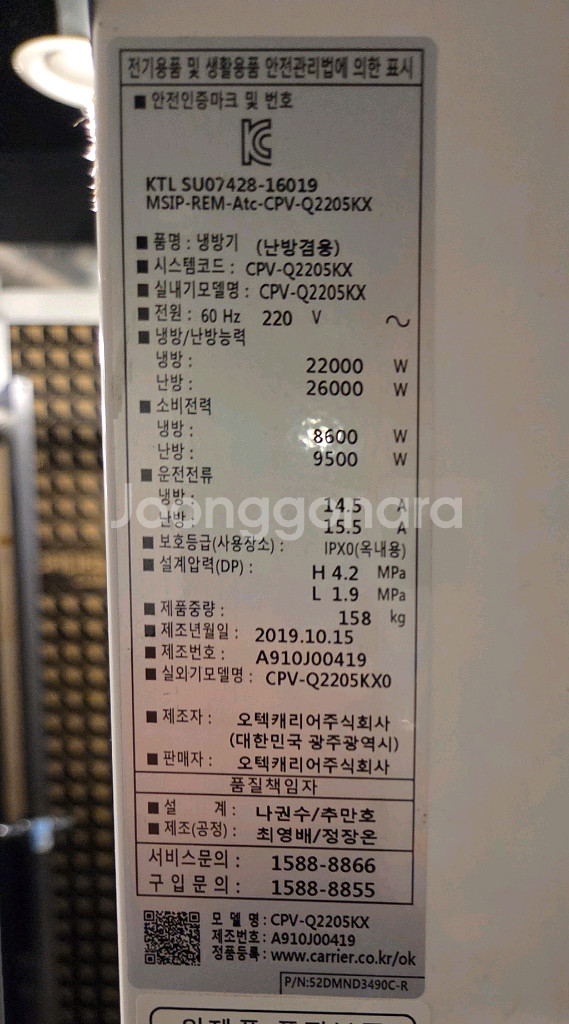 전기용품 및 생활용품 안전관리법에 의한 표시
■ 안전인증마크 및 번호
KTL SU07428-16019
MSIP-REM-Atc-CPV-Q2205KX
■ 품명 : 냉방기 (난방겸용)
■ 시스템코드 : CPV-Q2205KX
■ 실내기모델명 : CPV-Q2205KX
■ 전원 : 60 Hz 220 V ~
■ 냉방/난방능력
냉방 : 22000 W
난방 : 26000 W
■ 소비전력
냉방 : 8600 W
난방 : 9500 W
■ 운전전류
냉방 : 14.5 A
난방 : 15.5 A
Joonggonara
■ 보호등급(사용장소) : IPX0(옥내용)
■ 설계압력(DP) : H 4.2 MPa
L 1.9 MPa
■ 제품중량 : 158 kg
■ 제조년월일 : 2019.10.15
■ 제조번호 : A910J00419
■ 실외기모델명 : CPV-Q2205KX0
■ 제조자 : 오텍캐리어주식회사
(대한민국 광주광역시)
■ 판매자 : 오텍캐리어주식회사
품질책임자
■ 설 계 : 나권수/추만호
■ 제조(공정) : 최영배/정장온
서비스문의 : 1588-8866
구입문의 : 1588-8855
모델명 : CPV-Q2205KX
제조번호 : A910J00419
정품등록 : www.carrier.co.kr/ok
P/N:52DMND3490C-R